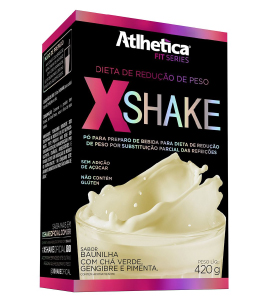 Atlhetica
FIT SERIES
DIETA DE REDUÇÃO DE PESO
XSHAKE
PÓ PARA PREPARO DE BEBIDA PARA DIETA DE REDUÇÃO
DE PESO POR SUBSTITUIÇÃO PARCIAL DAS REFEIÇÕES
SEM ADIÇÃO
DE AÇÚCAR
NÃO CONTÉM
GLÚTEN
SABOR
BAUNILHA
COM CHÁ VERDE,
GENGIBRE E PIMENTA.
PESO LÍQ.
420g